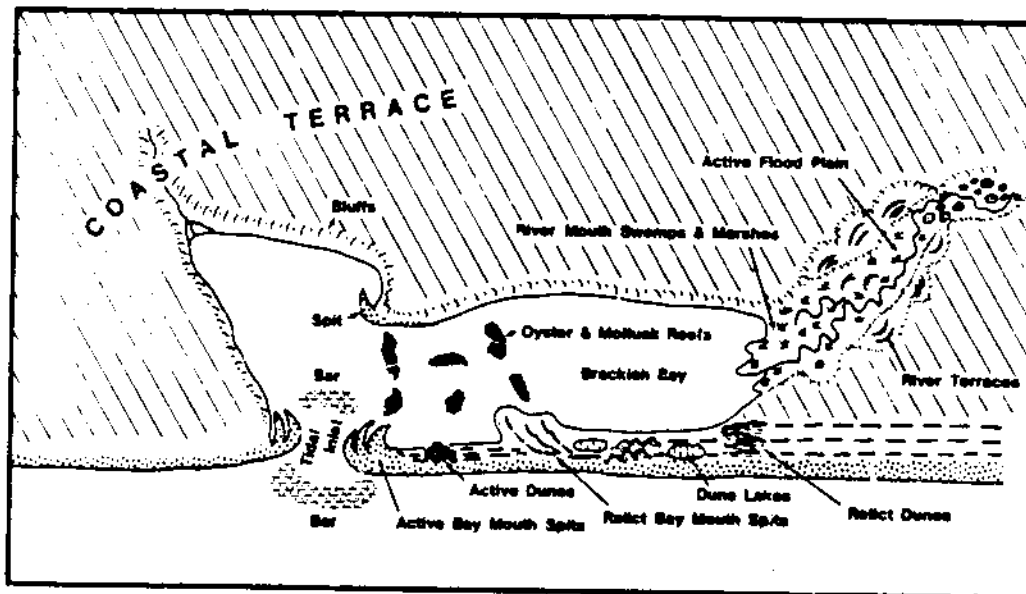 COASTAL TERRACE
Active Flood Plain
Bluffs
River Mouth Swamps & Marshes
Spit
Oyster & Mollusk Reefs
Bar
Brackish Bay
River Terraces
Tidal
Inlet
Active Dunes
Dune Lakes
Bar
Active Bay Mouth Spits
Relict Bay Mouth Spits
Relict Dunes